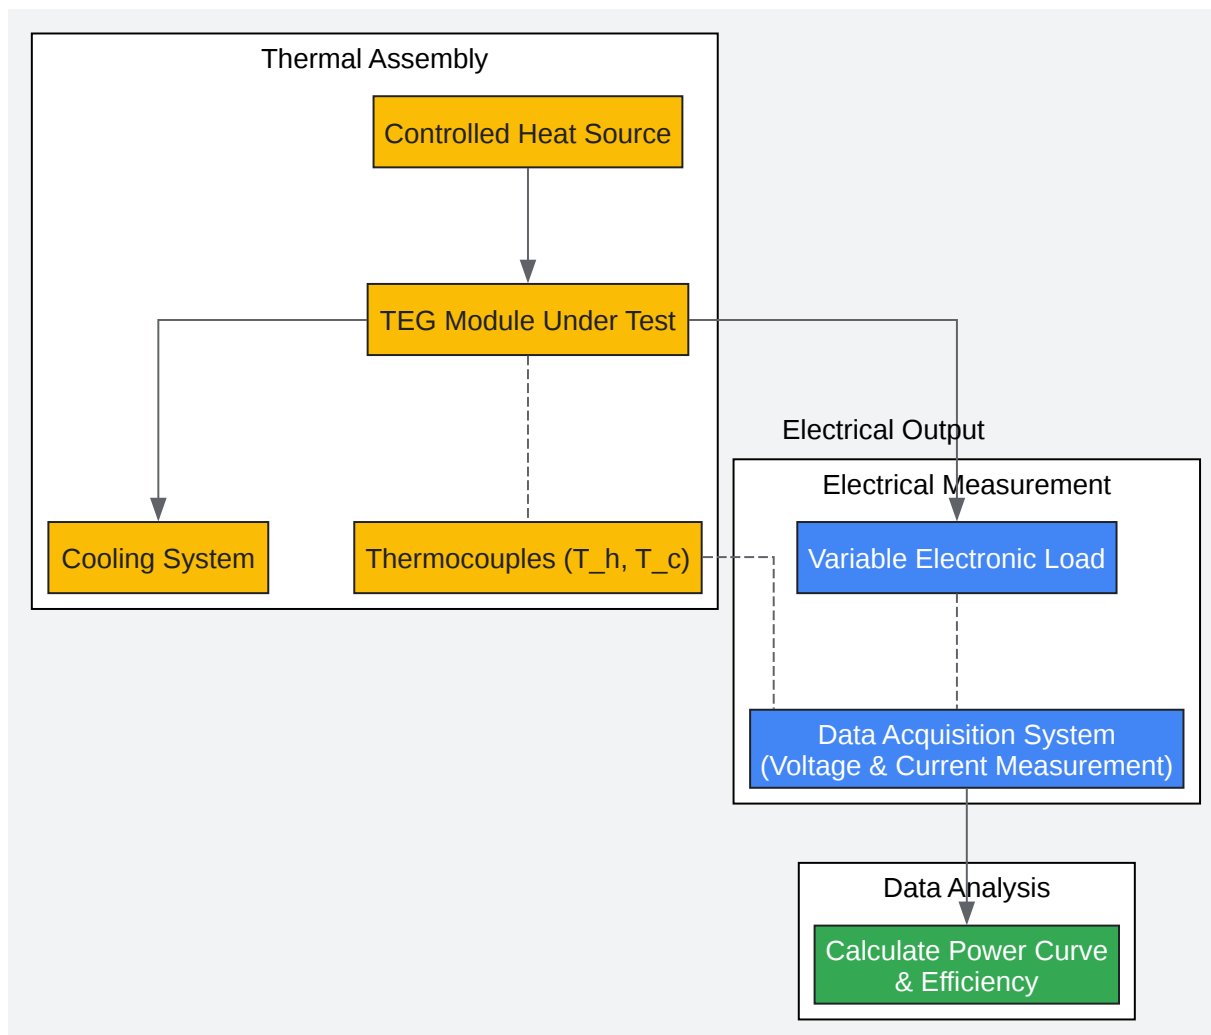 Thermal Assembly
Controlled Heat Source
TEG Module Under Test
Electrical Output
Electrical Measurement
Cooling System
Thermocouples (T_h, T_c)
Variable Electronic Load
Data Acquisition System
(Voltage & Current Measurement)
Data Analysis
Calculate Power Curve
& Efficiency